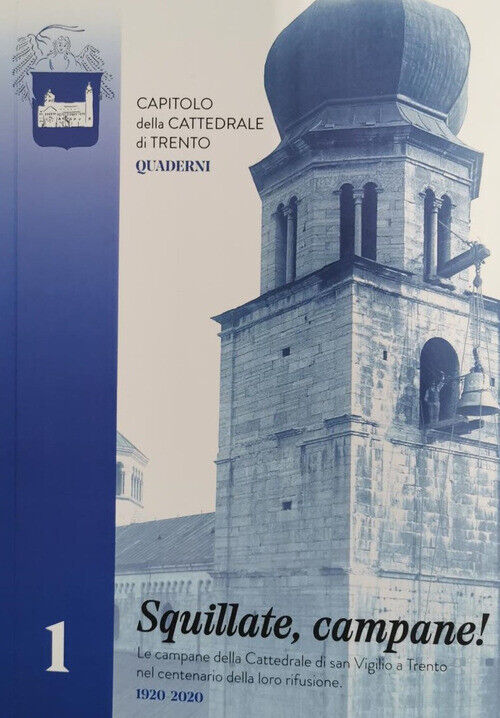 CAPITOLO
della CATTEDRALE
di TRENTO
QUADERNI
Squillate, campane!
Le campane della Cattedrale di san Vigilio a Trento
nel centenario della loro rifusione.
1920-2020
1